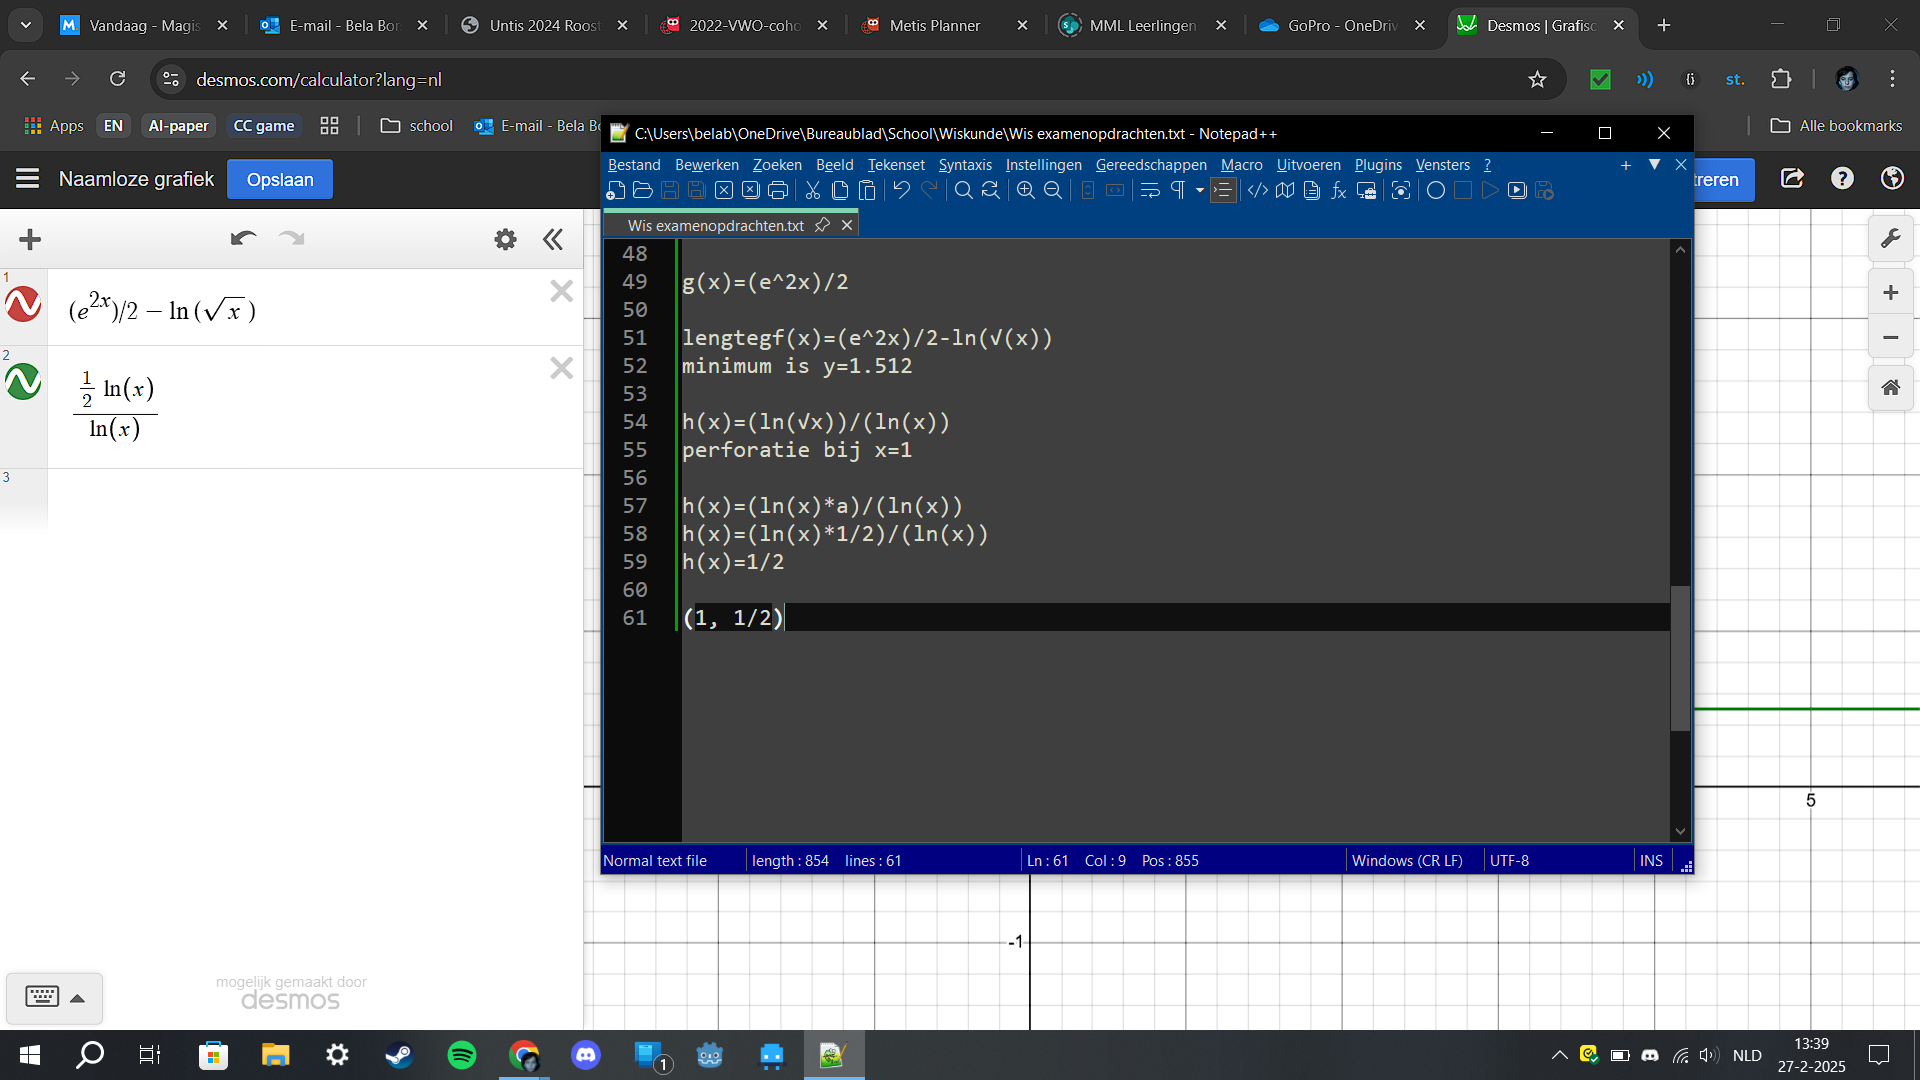 Vandaag - Magis
E-mail - Bela Bor
Untis 2024 Roost
2022-VWO-coho
Metis Planner
MML Leerlingen
GoPro - OneDriv
Desmos | Grafisc
desmos.com/calculator?lang=nl
st.
Apps
EN
AI-paper
CC game
school
E-mail - Bela Bo
Alle bookmarks
Naamloze grafiek
Opslaan
treren
C:\Users\belab\OneDrive\Bureaublad\School\Wiskunde\Wis examenopdrachten.txt - Notepad++
Bestand Bewerken Zoeken Beeld Tekenset Syntaxis Instellingen Gereedschappen Macro Uitvoeren Plugins Vensters ?
Wis examenopdrachten.txt
1
(e^{2x})/2 − ln(√x)
2
\frac{\frac{1}{2} ln(x)}{ln(x)}
3
48
49 g(x)=(e^2x)/2
50
51 lengtegf(x)=(e^2x)/2-ln(√(x))
52 minimum is y=1.512
53
54 h(x)=(ln(√x))/(ln(x))
55 perforatie bij x=1
56
57 h(x)=(ln(x)*a)/(ln(x))
58 h(x)=(ln(x)*1/2)/(ln(x))
59 h(x)=1/2
60
61 (1, 1/2)
Normal text file length : 854 lines : 61 Ln : 61 Col : 9 Pos : 855 Windows (CR LF) UTF-8 INS
5
-1
mogelijk gemaakt door
desmos
1
NLD
13:39
27-2-2025